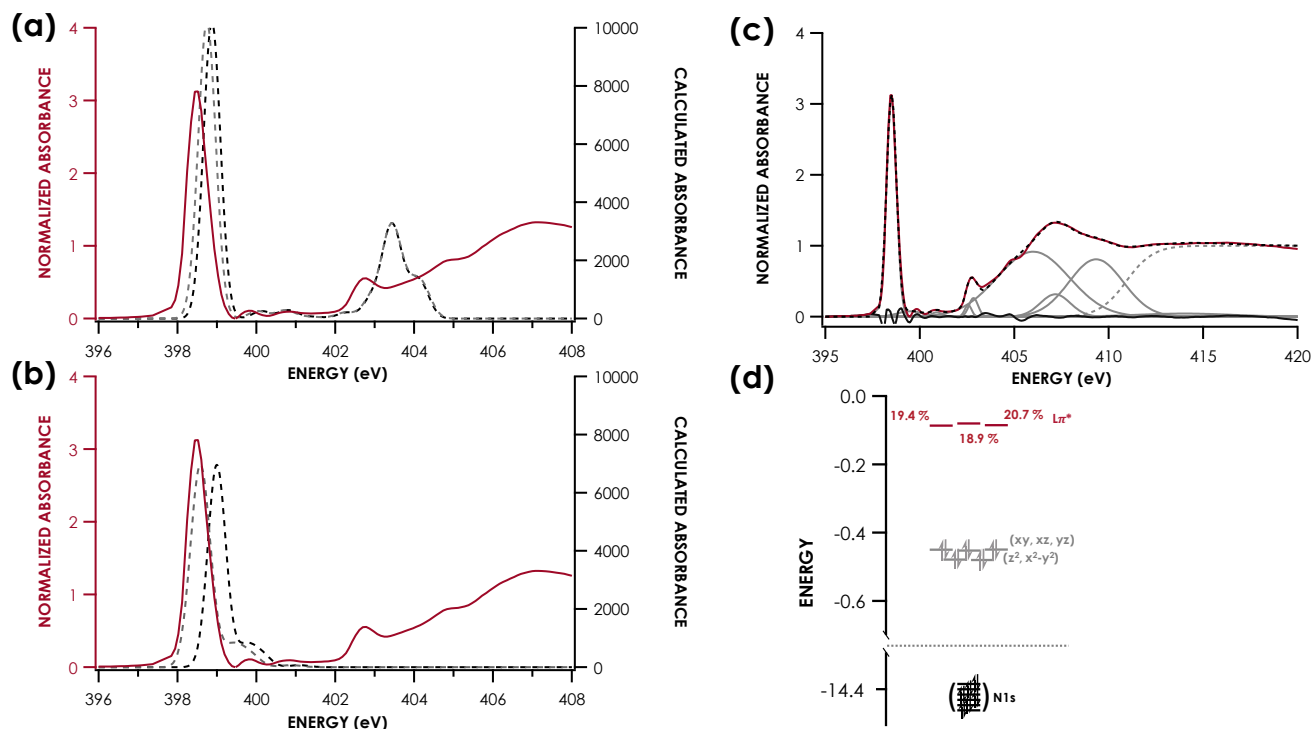 (a)
4
3
2
1
0
NORMALIZED ABSORBANCE
10000
8000
6000
4000
2000
0
CALCULATED ABSORBANCE
396 398 400 402 404 406 408
ENERGY (eV)
(b)
4
3
2
1
0
NORMALIZED ABSORBANCE
10000
8000
6000
4000
2000
0
CALCULATED ABSORBANCE
396 398 400 402 404 406 408
ENERGY (eV)
(c)
4
3
2
1
0
NORMALIZED ABSORBANCE
395 400 405 410 415 420
ENERGY (eV)
(d)
0.0
-0.2
-0.4
-0.6
-14.4
ENERGY
19.4 % 20.7 % Lπ*
18.9 %
(xy, xz, yz)
(z², x²-y²)
( ) N1s